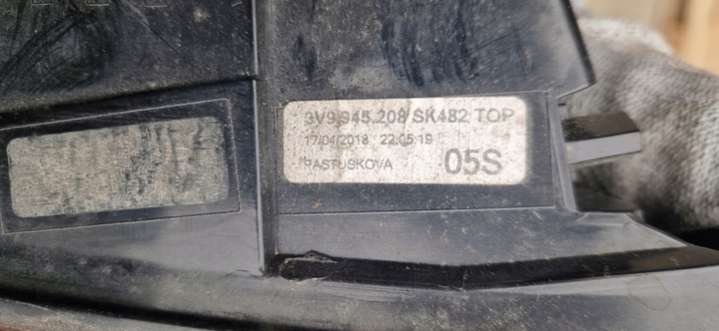 3V9.945.208 SK482 TOP
17/04/2018 22:05:19
PASTUSKOVA
05S